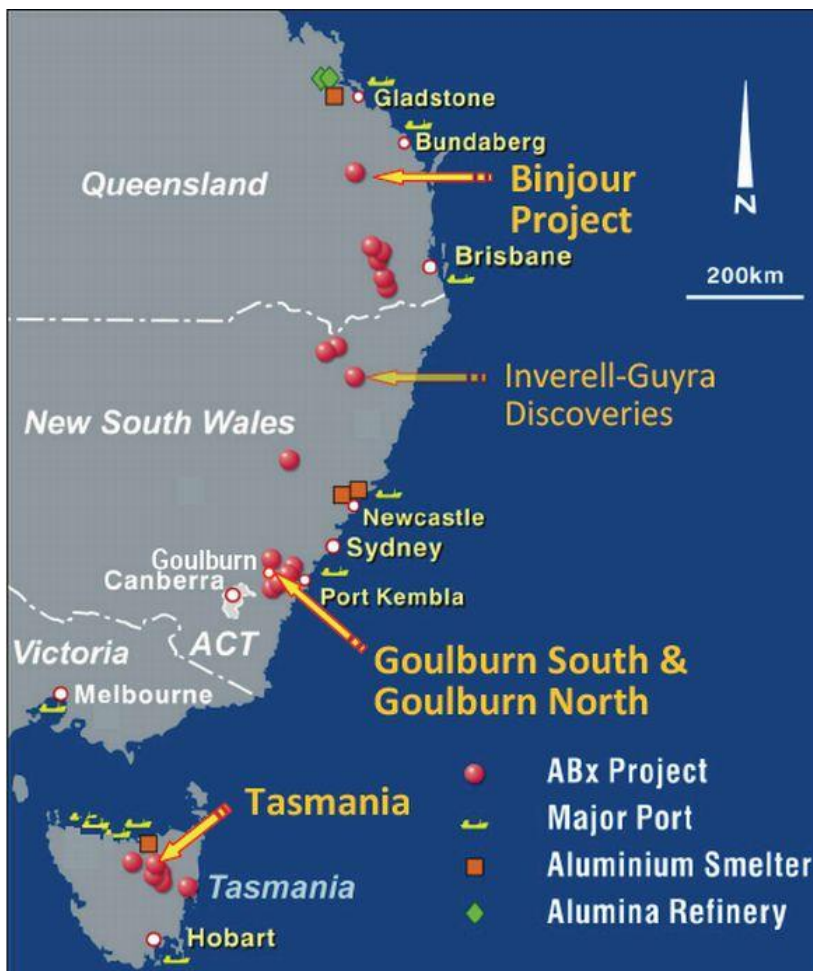 Gladstone
Bundaberg
Queensland
Binjour
Project
N
Brisbane
200km
Inverell-Guyra
Discoveries
New South Wales
Newcastle
Sydney
Goulburn
Canberra
Port Kembla
ACT
Victoria
Goulburn South &
Goulburn North
Melbourne
ABx Project
Tasmania
Major Port
Aluminium Smelter
Tasmania
Alumina Refinery
Hobart